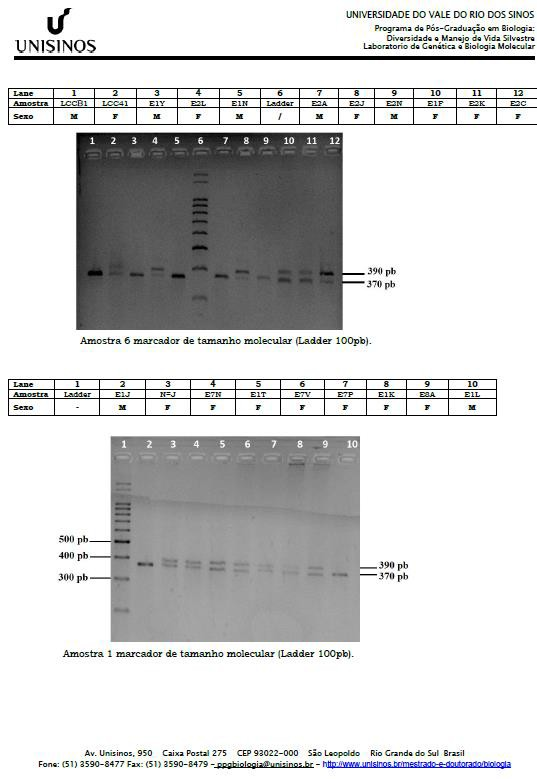 UNISINOS
UNIVERSIDADE DO VALE DO RIO DOS SINOS
Programa de Pós-Graduação em Biologia:
Diversidade e Manejo de Vida Silvestre
Laboratorio de Genética e Biologia Molecular
Lane 1 2 3 4 5 6 7 8 9 10 11 12
Amostra LCCB1 LCC41 E1Y E2L E1N Ladder E2A E2J E2N E1F E2K E2C
Sexo M F M F M / M F M F F F
1 2 3 4 5 6 7 8 9 10 11 12
390 pb
370 pb
Amostra 6 marcador de tamanho molecular (Ladder 100pb).
Lane 1 2 3 4 5 6 7 8 9 10
Amostra Ladder E1J N=J E7N E1T E7V E7P E1K E8A E1L
Sexo - M F F F F F F F M
1 2 3 4 5 6 7 8 9 10
500 pb
400 pb
300 pb
390 pb
370 pb
Amostra 1 marcador de tamanho molecular (Ladder 100pb).
Av. Unisinos, 950 Caixa Postal 275 CEP 93022-000 São Leopoldo Rio Grande do Sul Brasil
Fone: (51) 3590-8477 Fax: (51) 3590-8479 – ppgbiologia@unisinos.br – http://www.unisinos.br/mestrado-e-doutorado/biologia